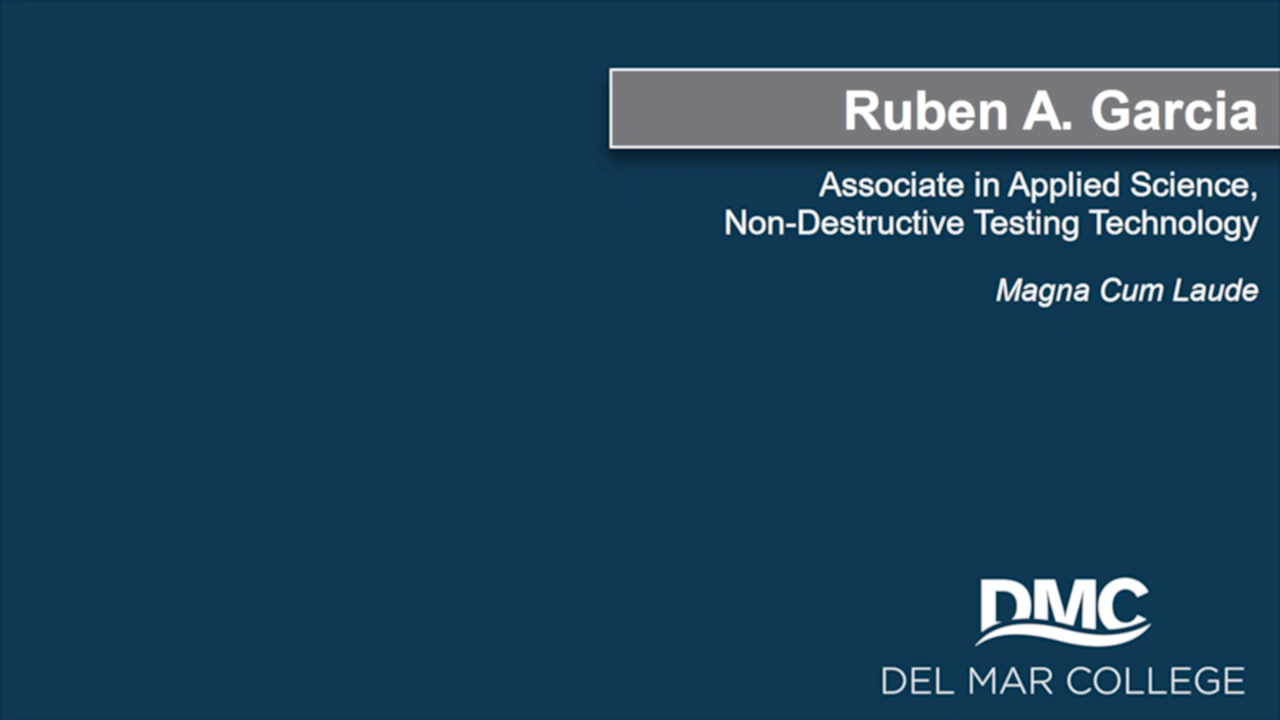 Ruben A. Garcia
Associate in Applied Science,
Non-Destructive Testing Technology
Magna Cum Laude
DMC
DEL MAR COLLEGE